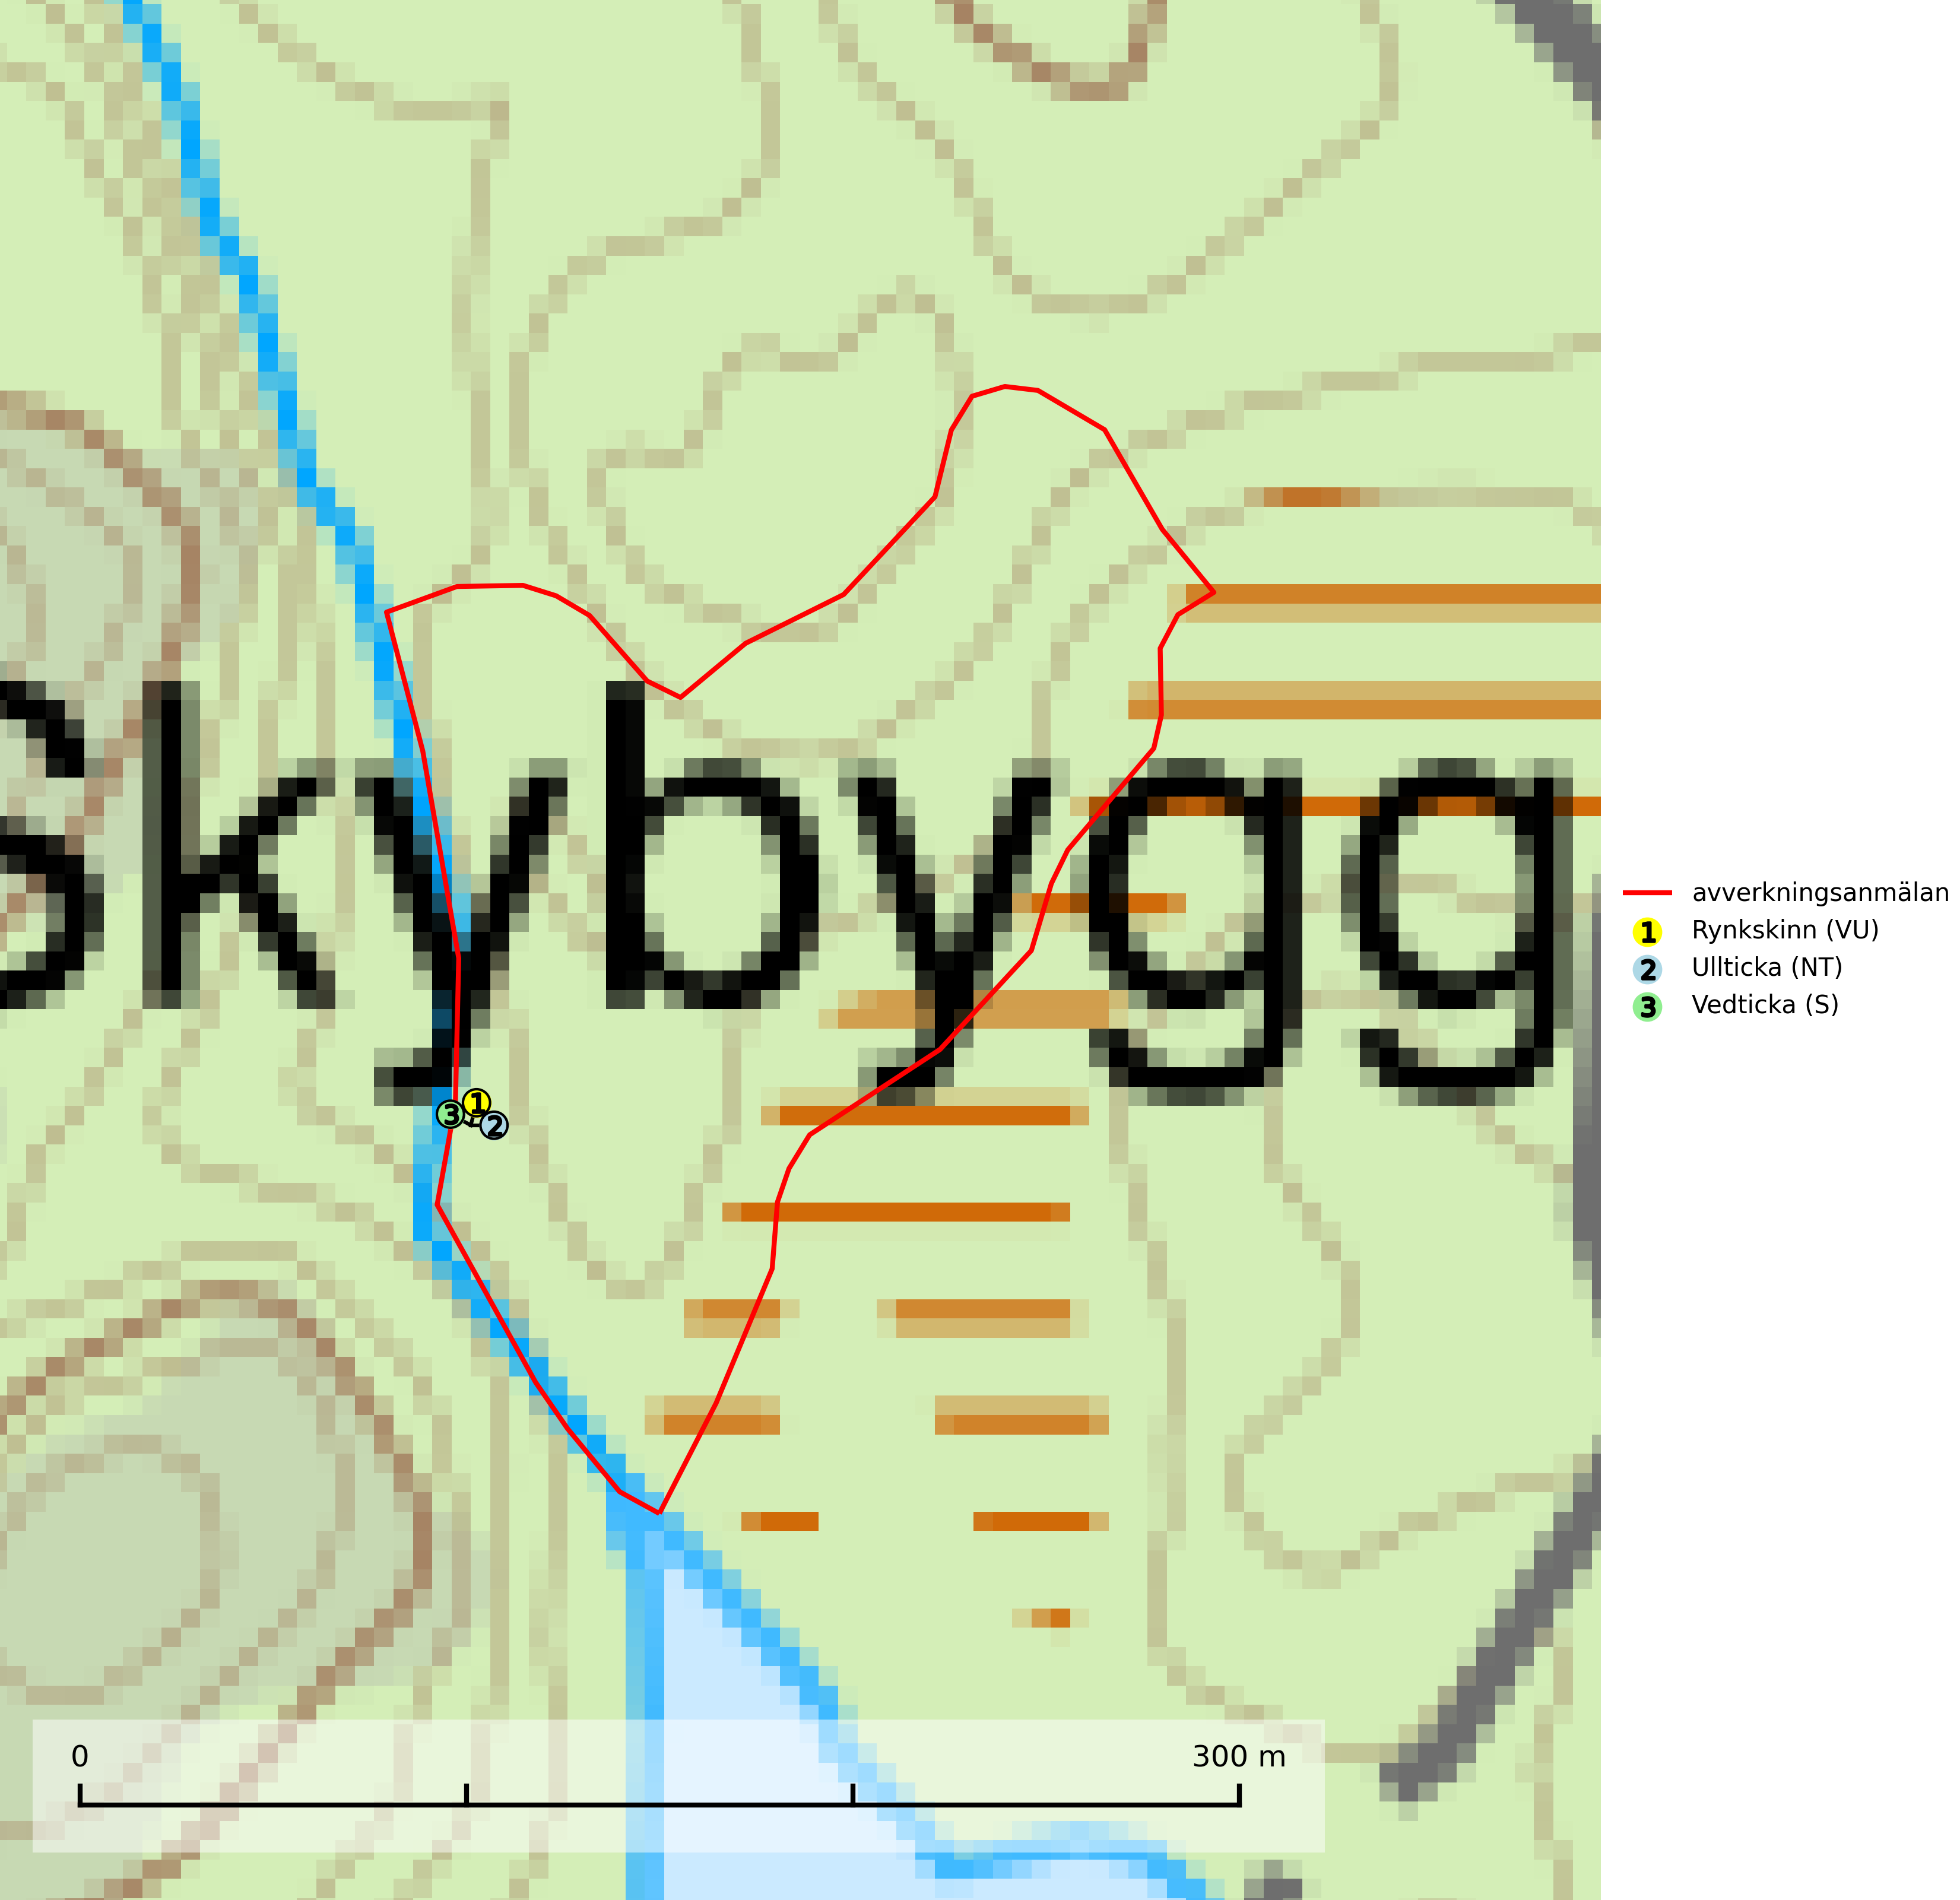 skybygg
avverkningsanmälan
1 Rynkskinn (VU)
2 Ullticka (NT)
3 Vedticka (S)
1
3
2
0 300 m